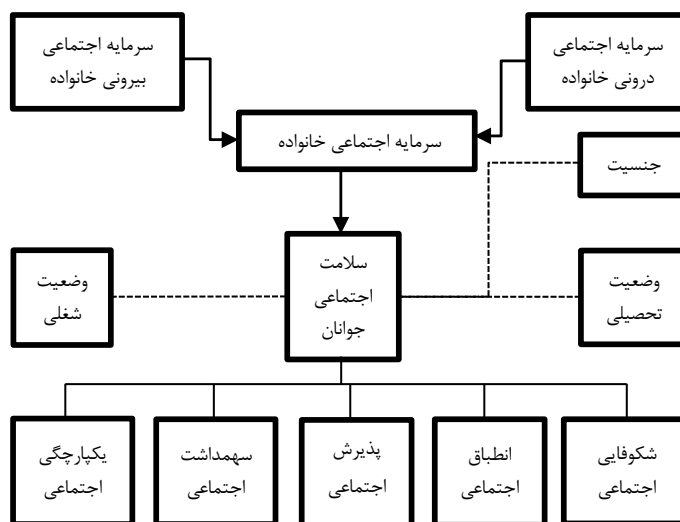 سرمایه اجتماعی
درونی خانواده
سرمایه اجتماعی
بیرونی خانواده
سرمایه اجتماعی خانواده
جنسیت
سلامت
اجتماعی
جوانان
وضعیت
تحصیلی
وضعیت
شغلی
شکوفایی
اجتماعی
انطباق
اجتماعی
پذیرش
اجتماعی
سهمداشت
اجتماعی
یکپارچگی
اجتماعی